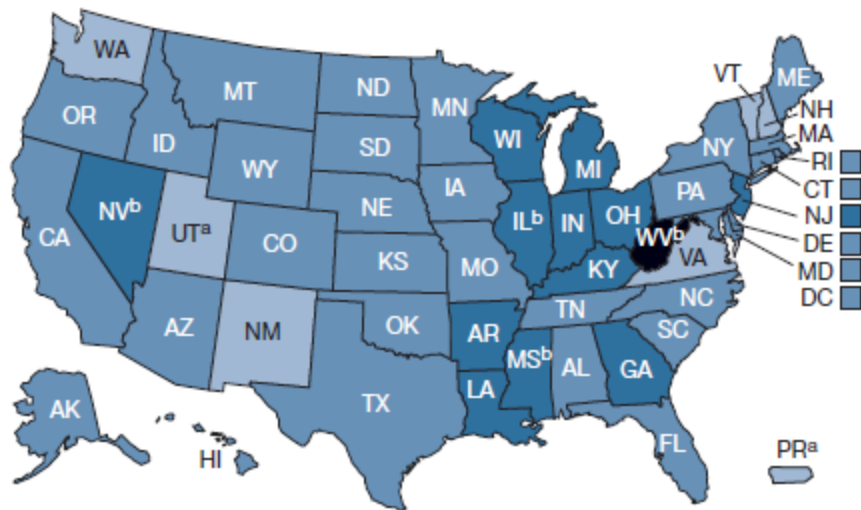 WA
MT
ND
MN
VT
ME
NH
MA
RI
CT
NJ
DE
MD
DC
OR
ID
WY
SD
WI
MI
NY
PA
NVᵇ
UTᵃ
CO
NE
IA
ILᵇ
IN
OH
WVᵇ
VA
CA
KS
MO
KY
NC
AZ
NM
OK
AR
TN
SC
TX
LA
MSᵇ
AL
GA
FL
AK
HI
PRᵃ